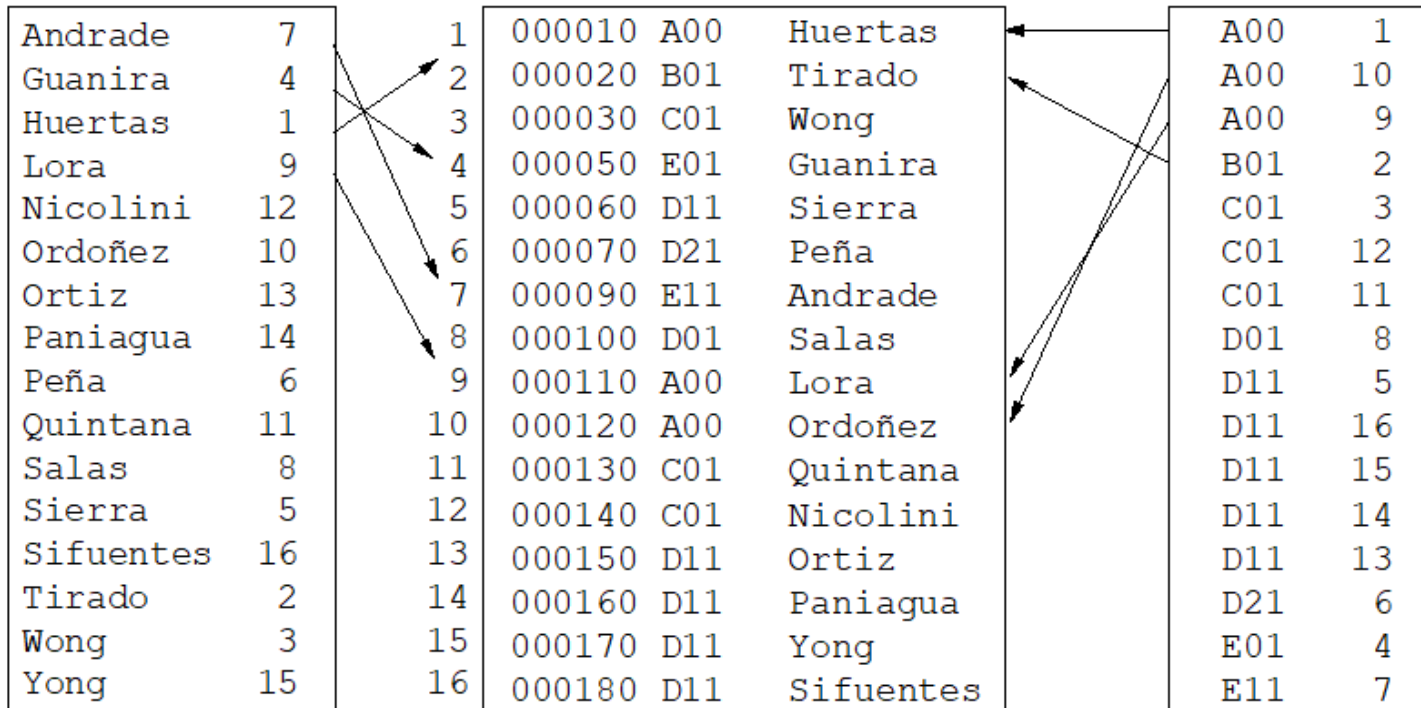 Andrade 7 1 000010 A00 Huertas A00 1
Guanira 4 2 000020 B01 Tirado A00 10
Huertas 1 3 000030 C01 Wong A00 9
Lora 9 4 000050 E01 Guanira B01 2
Nicolini 12 5 000060 D11 Sierra C01 3
Ordoñez 10 6 000070 D21 Peña C01 12
Ortiz 13 7 000090 E11 Andrade C01 11
Paniagua 14 8 000100 D01 Salas D01 8
Peña 6 9 000110 A00 Lora D11 5
Quintana 11 10 000120 A00 Ordoñez D11 16
Salas 8 11 000130 C01 Quintana D11 15
Sierra 5 12 000140 C01 Nicolini D11 14
Sifuentes 16 13 000150 D11 Ortiz D11 13
Tirado 2 14 000160 D11 Paniagua D21 6
Wong 3 15 000170 D11 Yong E01 4
Yong 15 16 000180 D11 Sifuentes E11 7